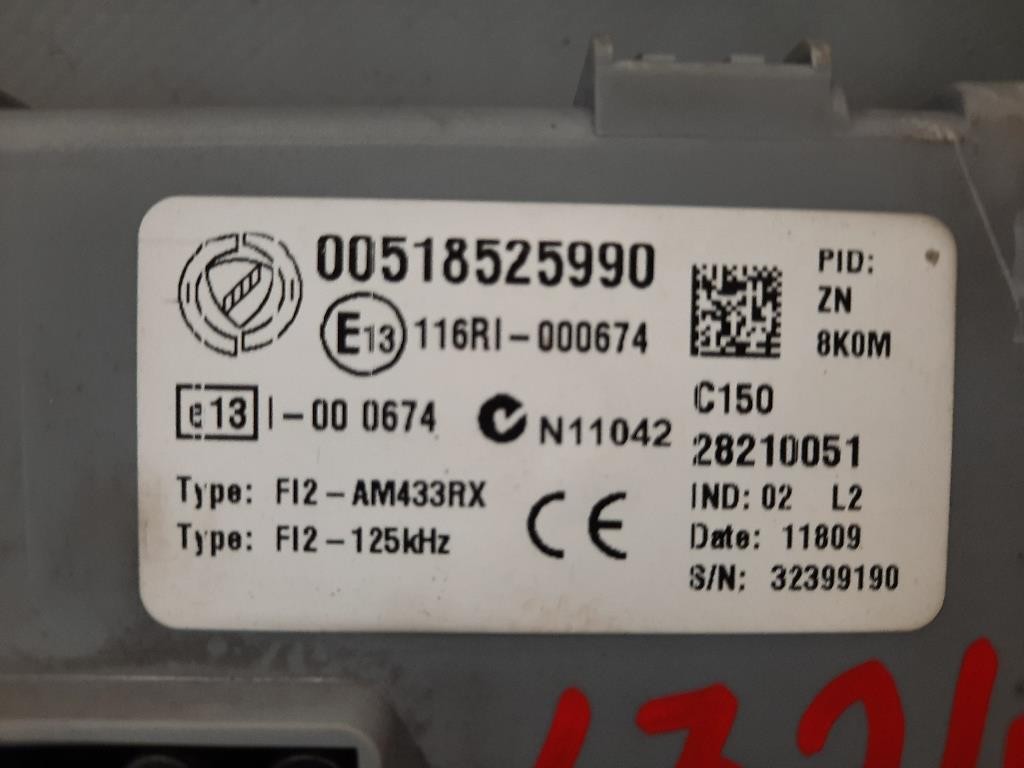 00518525990
E13 116RI-000674
e13 I-00 0674
N11042
Type: FI2-AM433RX
Type: FI2-125kHz
CE
PID:
ZN
8K0M
C150
28210051
IND: 02 L2
Date: 11809
S/N: 32399190